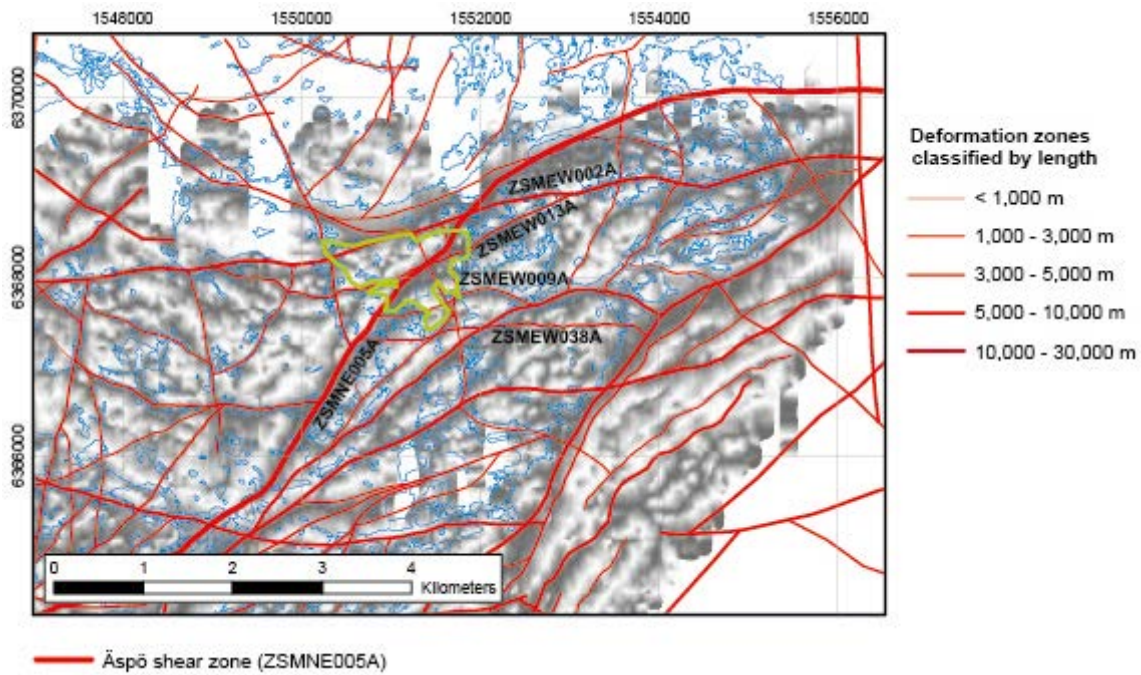 1548000 1550000 1552000 1554000 1556000
6370000
6368000
6366000
ZSMEW002A
ZSMEW013A
ZSMEW009A
ZSMEW038A
ZSMNE005A
0 1 2 3 4
Kilometers
Deformation zones
classified by length
< 1,000 m
1,000 - 3,000 m
3,000 - 5,000 m
5,000 - 10,000 m
10,000 - 30,000 m
Äspö shear zone (ZSMNE005A)